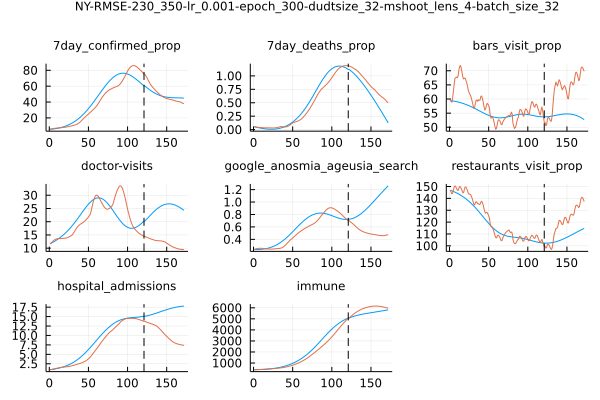 NY-RMSE-230_350-lr_0.001-epoch_300-dudtsize_32-mshoot_lens_4-batch_size_32
7day_confirmed_prop 7day_deaths_prop bars_visit_prop
80 60 40 20
1.00 0.75 0.50 0.25 0.00
70 65 60 55 50
0 50 100 150 0 50 100 150 0 50 100 150
doctor-visits google_anosmia_ageusia_search restaurants_visit_prop
30 25 20 15 10
1.2 1.0 0.8 0.6 0.4
150 140 130 120 110 100
0 50 100 150 0 50 100 150 0 50 100 150
hospital_admissions immune
17.5 15.0 12.5 10.0 7.5 5.0 2.5
6000 5000 4000 3000 2000 1000
0 50 100 150 0 50 100 150